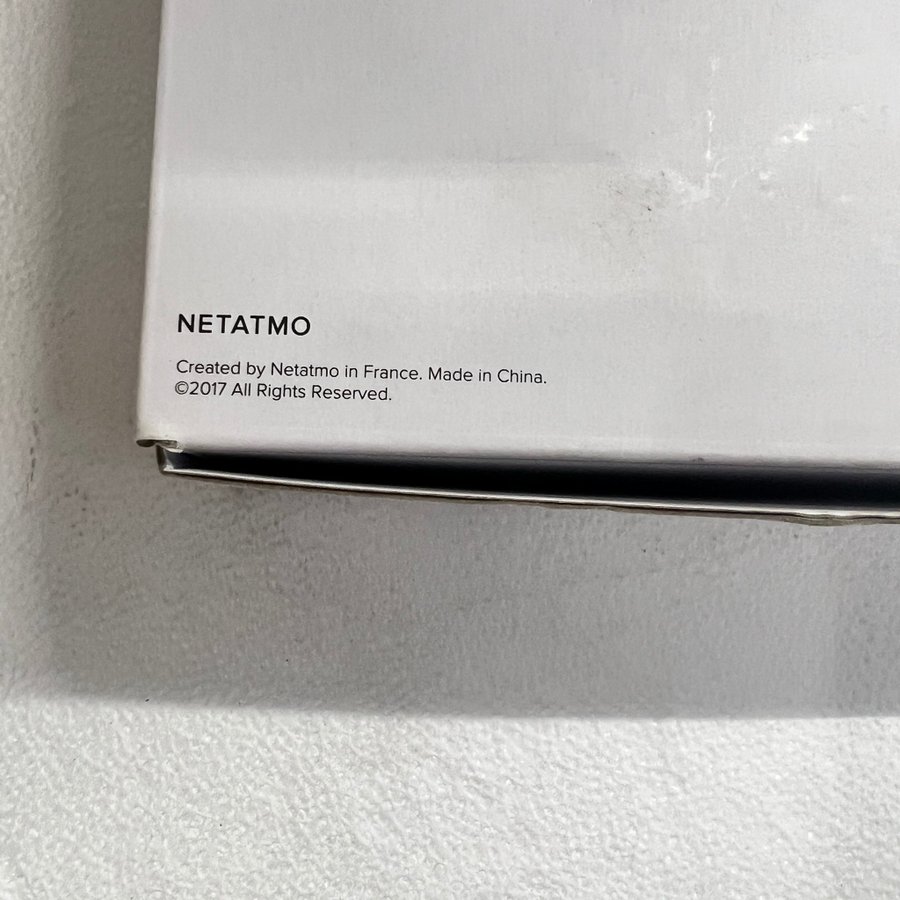 NETATMO
Created by Netatmo in France. Made in China.
©2017 All Rights Reserved.